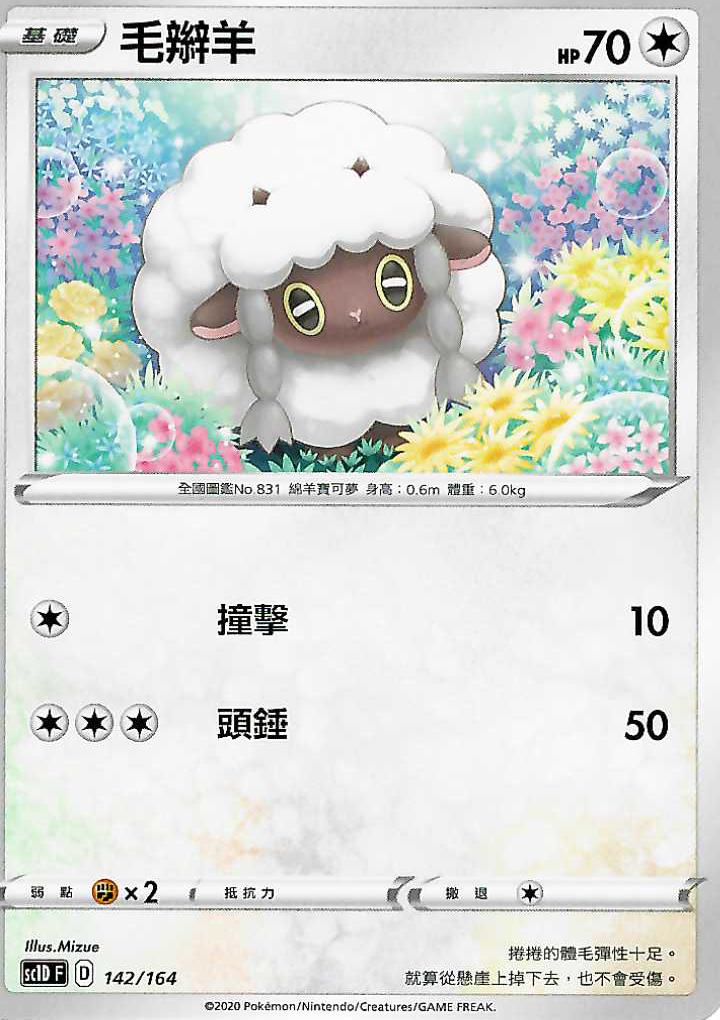 基礎 毛辮羊 HP70
全國圖鑑No.831 綿羊寶可夢 身高：0.6m 體重：6.0kg
撞擊 10
頭錘 50
弱點 ×2 抵抗力 撤退
Illus.Mizue
sc1D F D 142/164
捲捲的體毛彈性十足。
就算從懸崖上掉下去，也不會受傷。
©2020 Pokémon/Nintendo/Creatures/GAME FREAK.